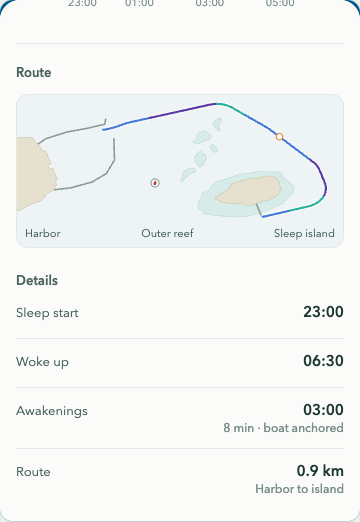 23:00 01:00 03:00 05:00
Route
Harbor Outer reef Sleep island
Details
Sleep start 23:00
Woke up 06:30
Awakenings 03:00
8 min · boat anchored
Route 0.9 km
Harbor to island